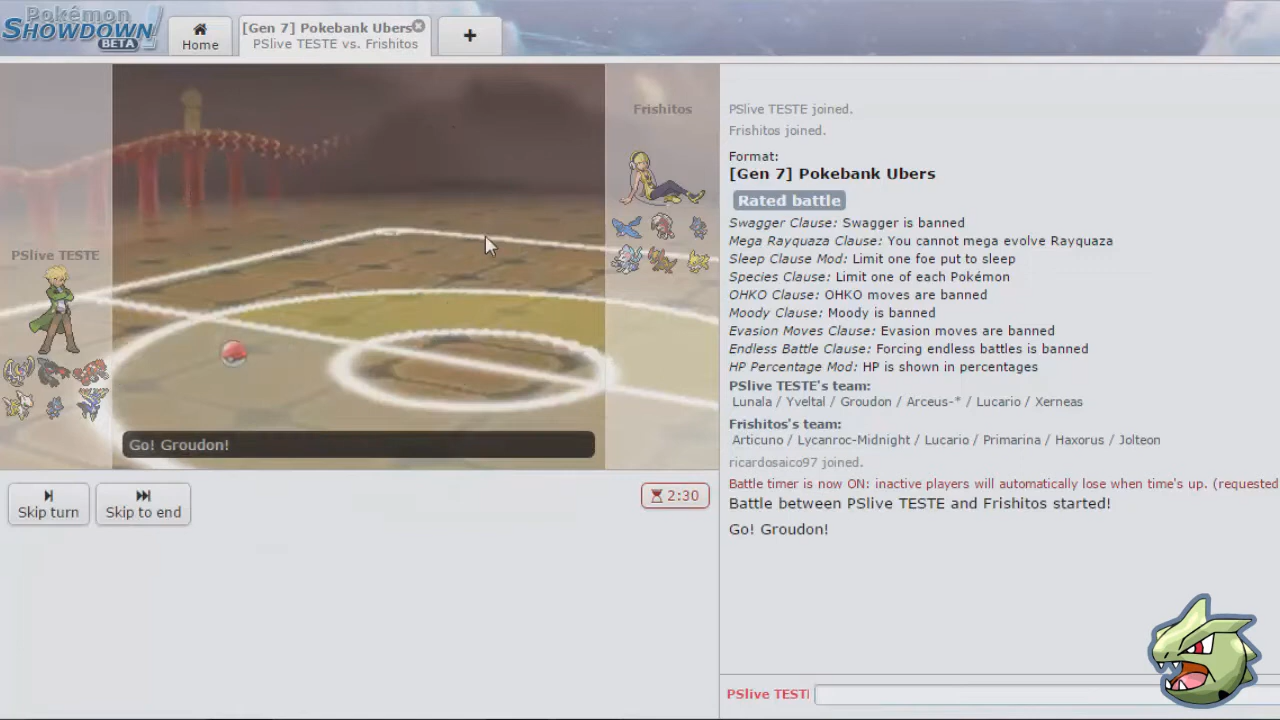 Pokémon
SHOWDOWN!
BETA
Home
[Gen 7] Pokebank Ubers
PSlive TESTE vs. Frishitos
+
PSlive TESTE
Frishitos
Go! Groudon!
Skip turn
Skip to end
2:30
PSlive TESTE joined.
Frishitos joined.
Format:
[Gen 7] Pokebank Ubers
Rated battle
Swagger Clause: Swagger is banned
Mega Rayquaza Clause: You cannot mega evolve Rayquaza
Sleep Clause Mod: Limit one foe put to sleep
Species Clause: Limit one of each Pokémon
OHKO Clause: OHKO moves are banned
Moody Clause: Moody is banned
Evasion Moves Clause: Evasion moves are banned
Endless Battle Clause: Forcing endless battles is banned
HP Percentage Mod: HP is shown in percentages
PSlive TESTE's team:
Lunala / Yveltal / Groudon / Arceus-* / Lucario / Xerneas
Frishitos's team:
Articuno / Lycanroc-Midnight / Lucario / Primarina / Haxorus / Jolteon
ricardosaico97 joined.
Battle timer is now ON: inactive players will automatically lose when time's up. (requested
Battle between PSlive TESTE and Frishitos started!
Go! Groudon!
PSlive TEST